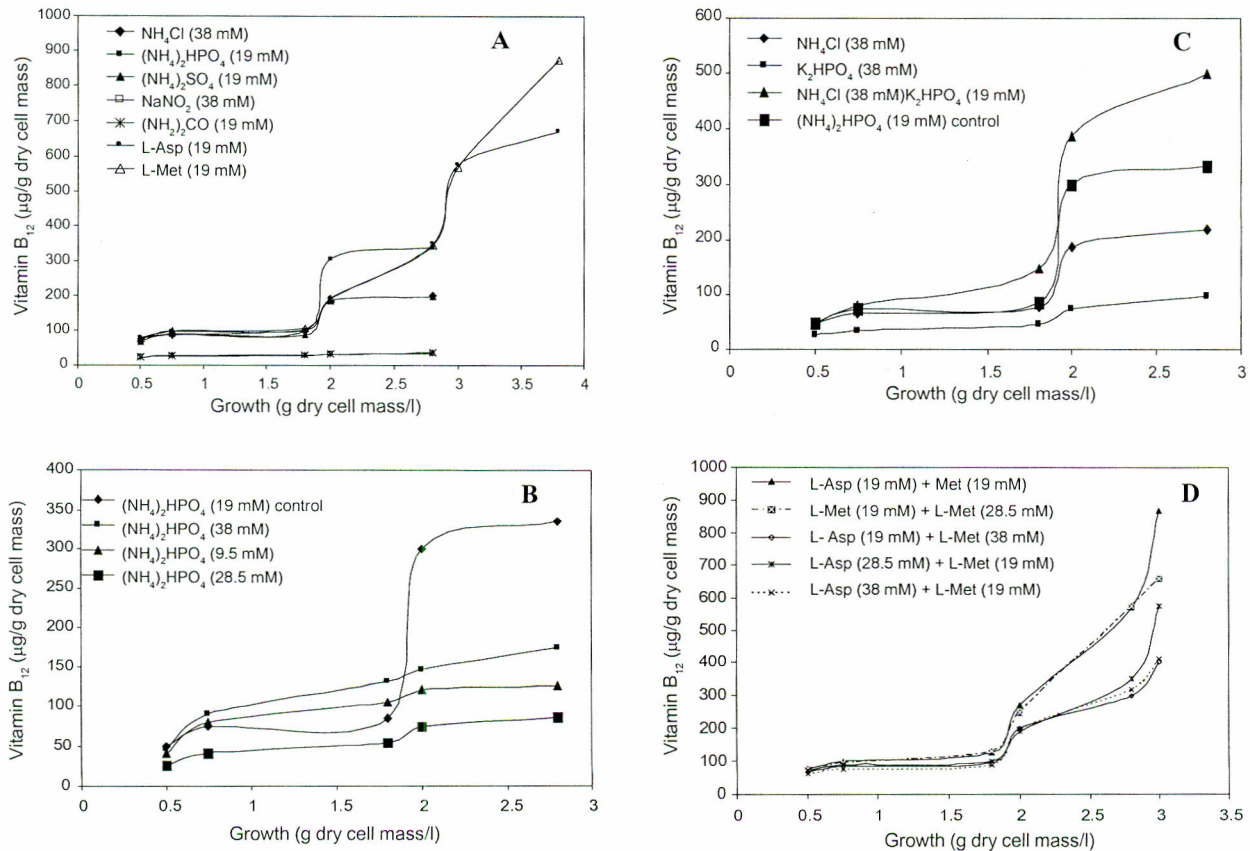 A
NH₄Cl (38 mM)
(NH₄)₂HPO₄ (19 mM)
(NH₄)₂SO₄ (19 mM)
NaNO₂ (38 mM)
(NH₂)₂CO (19 mM)
L-Asp (19 mM)
L-Met (19 mM)
Vitamin B₁₂ (μg/g dry cell mass)
1000
900
800
700
600
500
400
300
200
100
0
0 0.5 1 1.5 2 2.5 3 3.5 4
Growth (g dry cell mass/l)
C
NH₄Cl (38 mM)
K₂HPO₄ (38 mM)
NH₄Cl (38 mM)K₂HPO₄ (19 mM)
(NH₄)₂HPO₄ (19 mM) control
Vitamin B₁₂ (μg/g dry cell mass)
600
500
400
300
200
100
0
0 0.5 1 1.5 2 2.5 3
Growth (g dry cell mass/l)
B
(NH₄)₂HPO₄ (19 mM) control
(NH₄)₂HPO₄ (38 mM)
(NH₄)₂HPO₄ (9.5 mM)
(NH₄)₂HPO₄ (28.5 mM)
Vitamin B₁₂ (μg/g dry cell mass)
400
350
300
250
200
150
100
50
0
0 0.5 1 1.5 2 2.5 3
Growth (g dry cell mass/l)
D
L-Asp (19 mM) + Met (19 mM)
L-Met (19 mM) + L-Met (28.5 mM)
L- Asp (19 mM) + L-Met (38 mM)
L-Asp (28.5 mM) + L-Met (19 mM)
L-Asp (38 mM) + L-Met (19 mM)
Vitamin B₁₂ (μg/g dry cell mass)
1000
900
800
700
600
500
400
300
200
100
0
0 0.5 1 1.5 2 2.5 3 3.5
Growth (g dry cell mass/l)